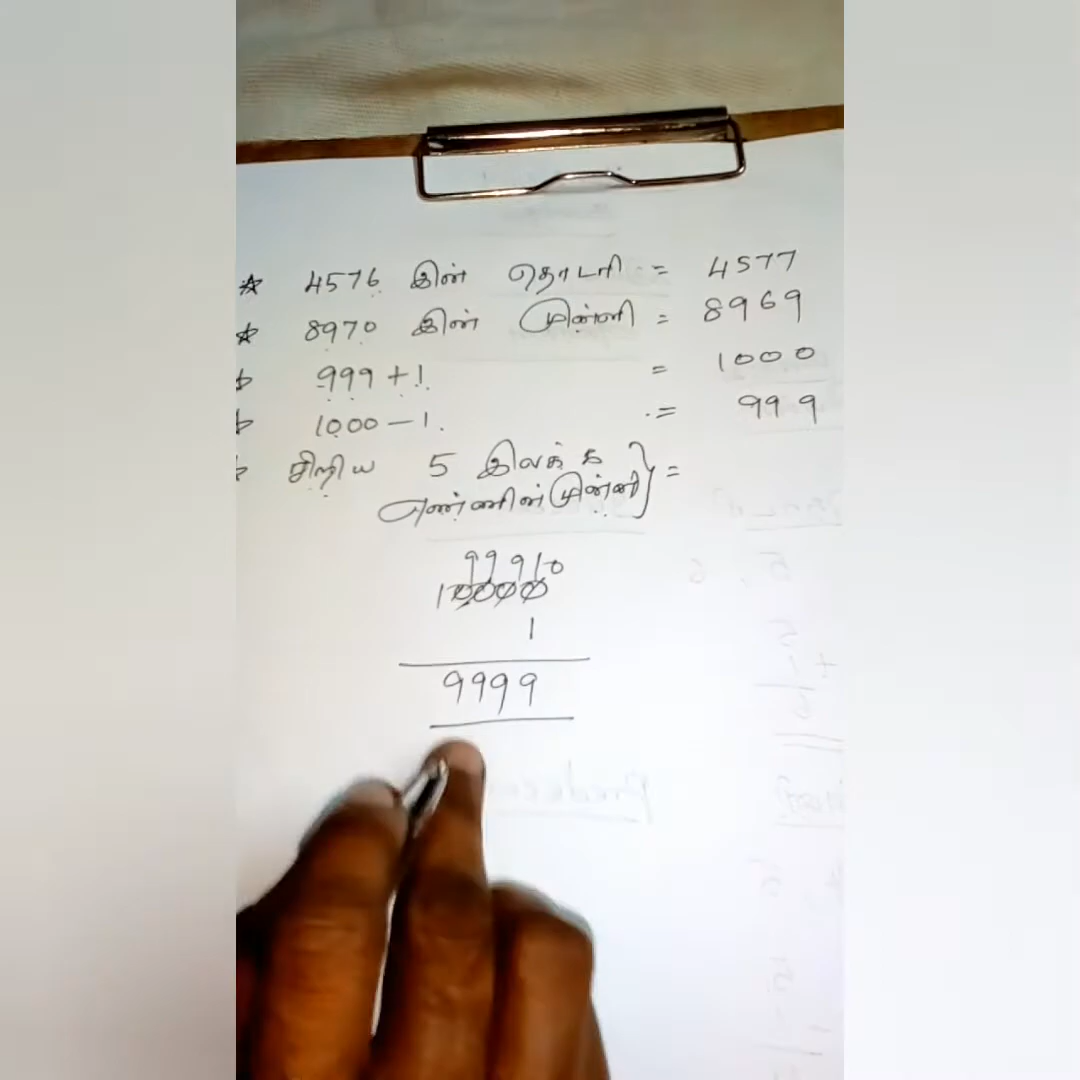 ☆ 4576 இன் தொடரி = 4577
☆ 8970 இன் முன்னி = 8969
999 + 1 = 1000
1000 - 1 = 999
சிறிய 5 இலக்க
எண்ணின் முன்னி } =
99910
10000
1
9999